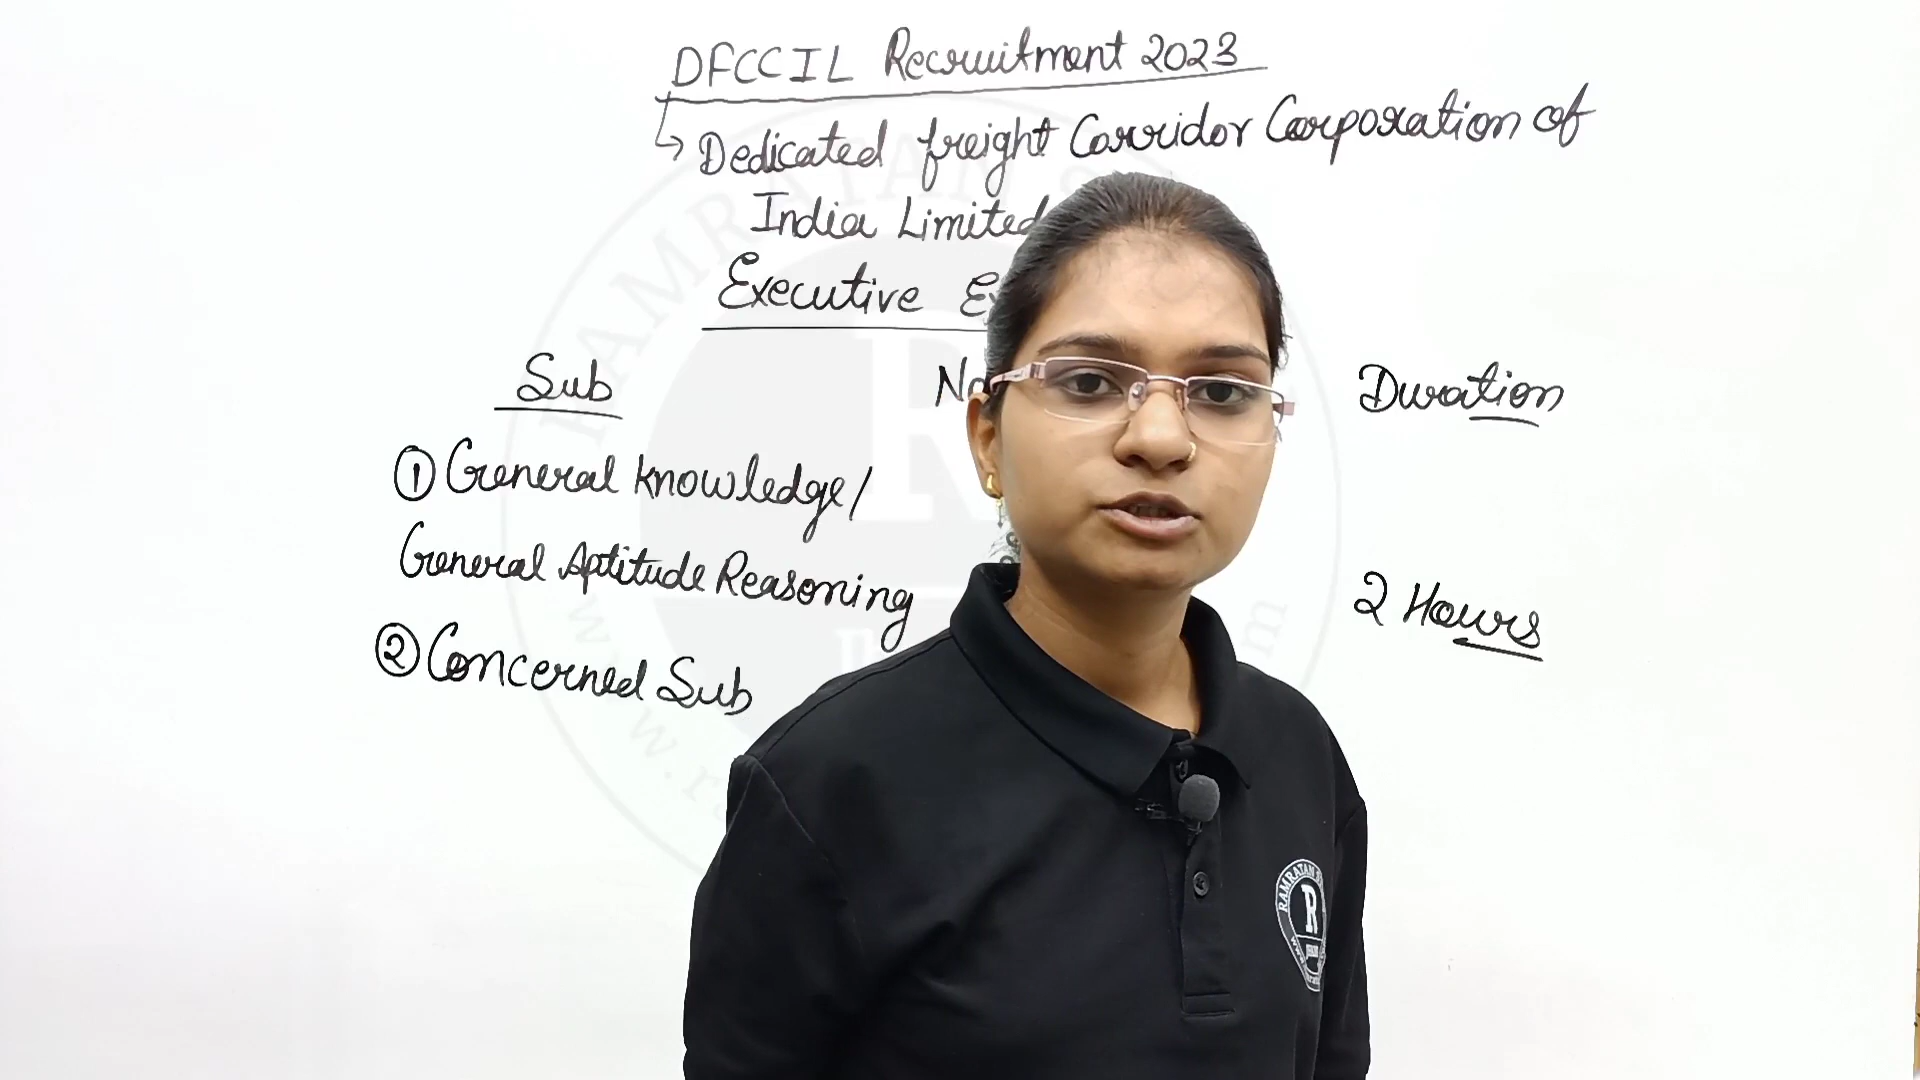 DFCCIL Recruitment 2023
Dedicated freight Corridor Corporation of
India Limited
Executive
Sub Duration
① General knowledge/
General Aptitude Reasoning
2 Hours
② Concerned Sub
RAMRATAN
R